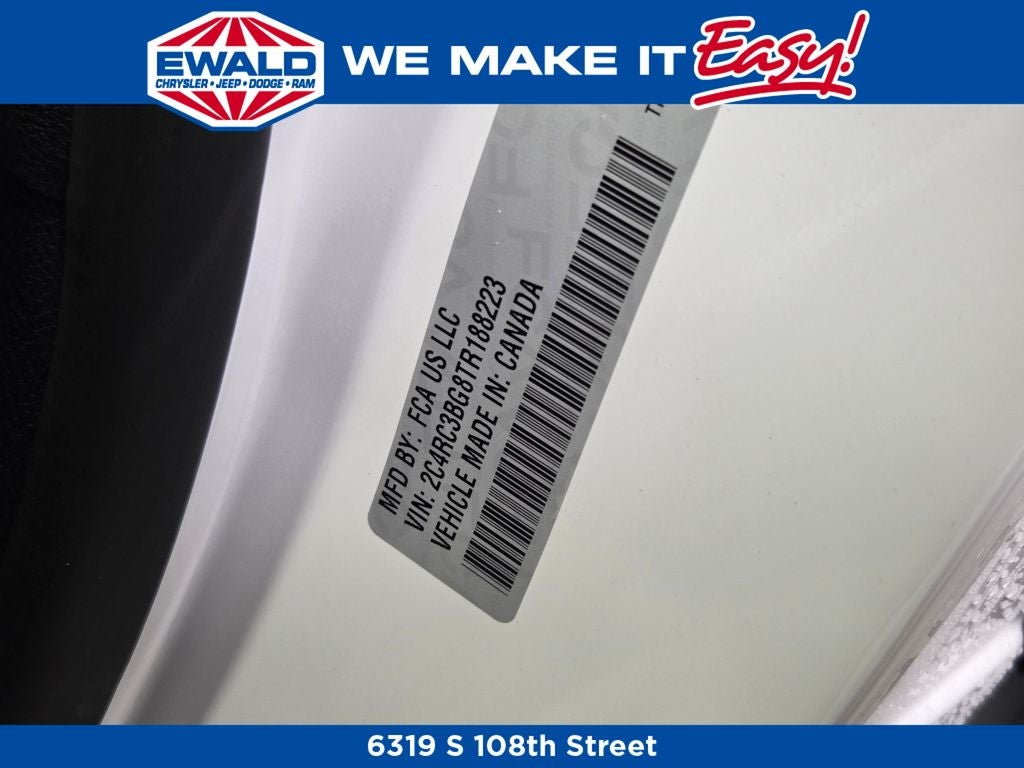 EWALD
CHRYSLER • JEEP • DODGE • RAM
WE MAKE IT Easy!
MFD BY: FCA US LLC
VIN: 2C4RC3BG8TR188223
VEHICLE MADE IN: CANADA
6319 S 108th Street